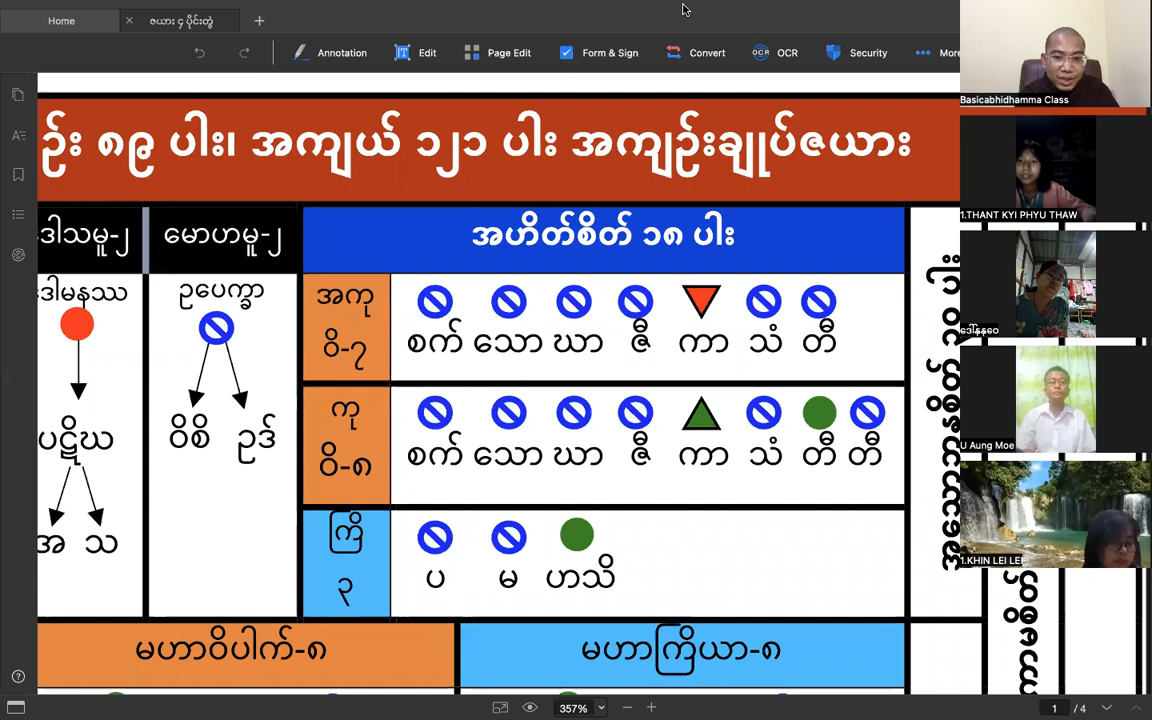 Home
ဇယား ၄ ပိုင်းတွဲ
Annotation
Edit
Page Edit
Form & Sign
Convert
OCR
Security
More
Basicabhidhamma Class
1.THANT KYI PHYU THAW
U Aung Moe
1.KHIN LEI LEI
ဉ်း ၈၉ ပါး၊ အကျယ် ၁၂၁ ပါး အကျဉ်းချုပ်ဇယား
ဒေါသမူ-၂
မောဟမူ-၂
အဟိတ်စိတ် ၁၈ ပါး
ဒေါမနဿ
ပဋိဃ
အ သ
ဥပေက္ခာ
ဝိစိ ဥဒ်
အကု
ဝိ-၇
စက် သော ဃာ ဇီ ကာ သံ တီ
ကု
ဝိ-၈
စက် သော ဃာ ဇီ ကာ သံ တီ တီ
ကြိ
၃
ပ မ ဟသိ
မဟာဝိပါက်-၈
မဟာကြိယာ-၈
357%
1 / 4